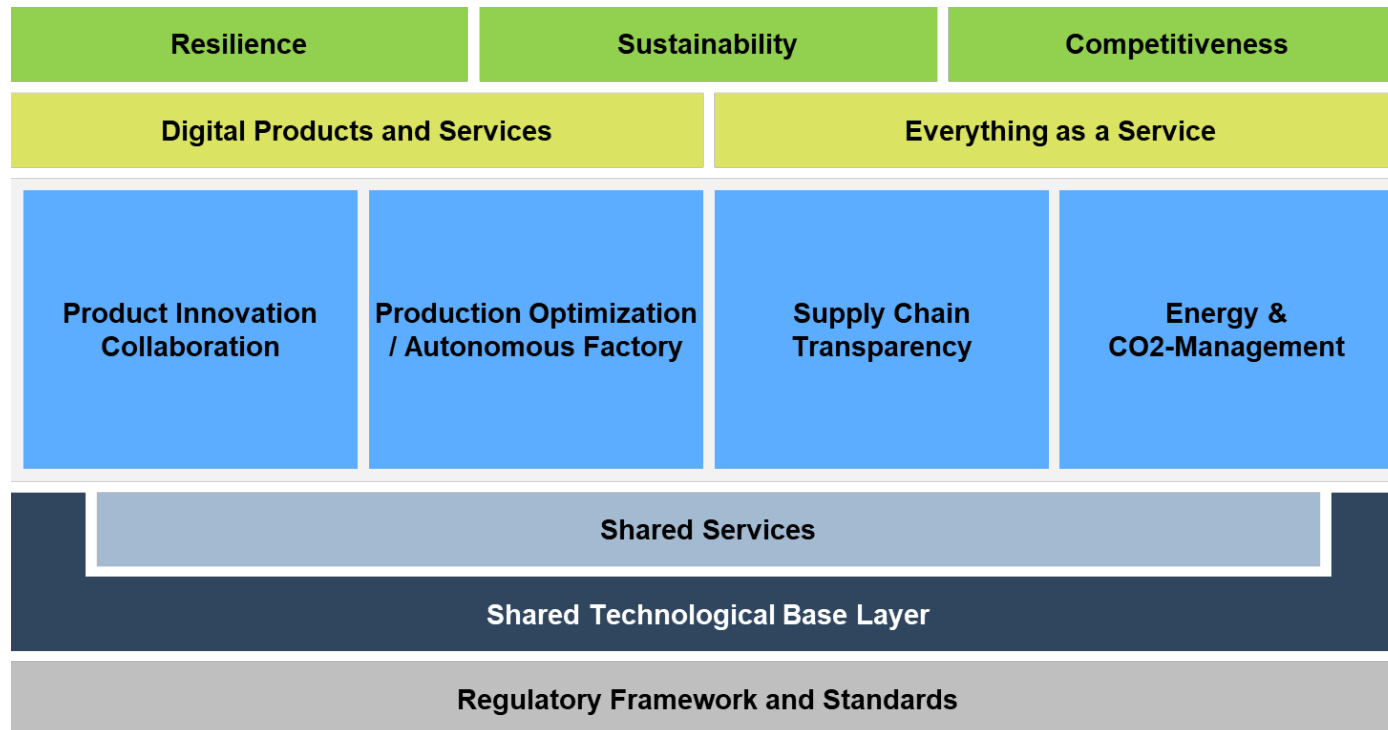 Resilience
Sustainability
Competitiveness
Digital Products and Services
Everything as a Service
Product Innovation
Collaboration
Production Optimization
/ Autonomous Factory
Supply Chain
Transparency
Energy &
CO2-Management
Shared Services
Shared Technological Base Layer
Regulatory Framework and Standards